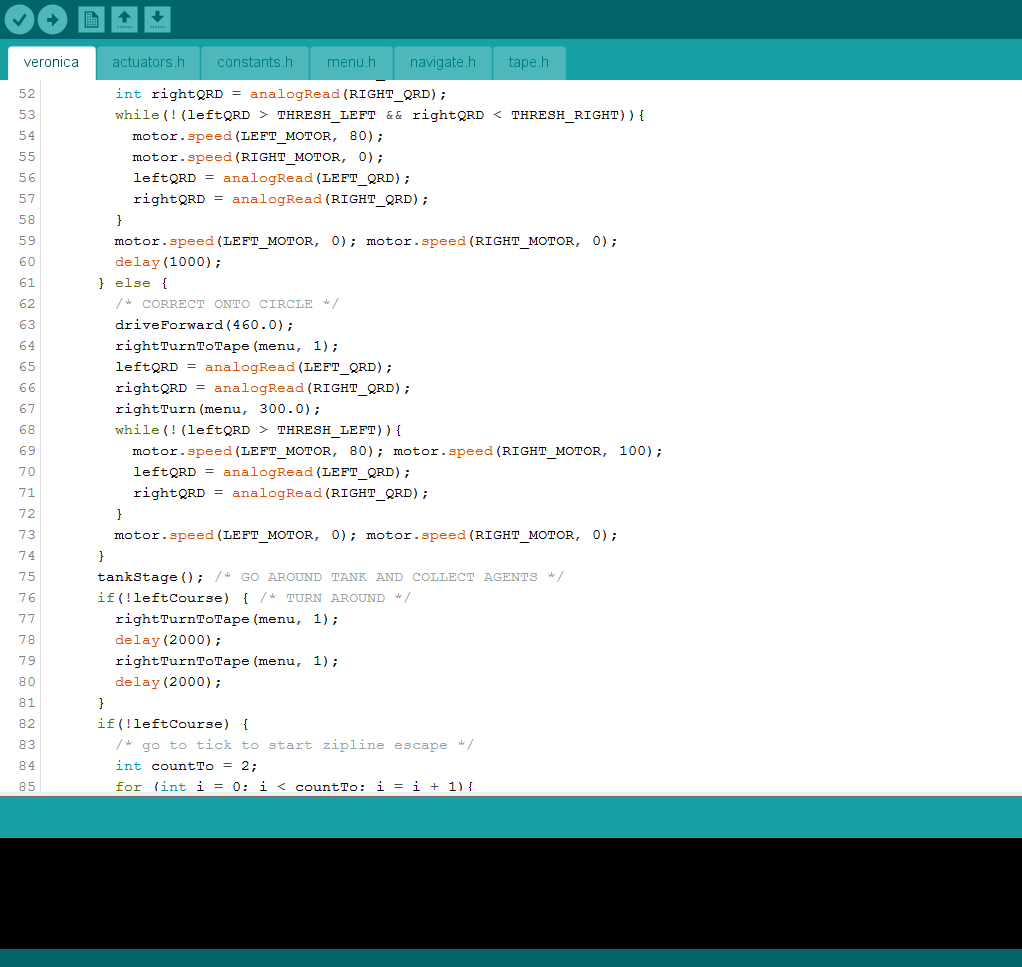 veronica actuators.h constants.h menu.h navigate.h tape.h
52 int rightQRD = analogRead(RIGHT_QRD);
53 while(!(leftQRD > THRESH_LEFT && rightQRD < THRESH_RIGHT)){
54 motor.speed(LEFT_MOTOR, 80);
55 motor.speed(RIGHT_MOTOR, 0);
56 leftQRD = analogRead(LEFT_QRD);
57 rightQRD = analogRead(RIGHT_QRD);
58 }
59 motor.speed(LEFT_MOTOR, 0); motor.speed(RIGHT_MOTOR, 0);
60 delay(1000);
61 } else {
62 /* CORRECT ONTO CIRCLE */
63 driveForward(460.0);
64 rightTurnToTape(menu, 1);
65 leftQRD = analogRead(LEFT_QRD);
66 rightQRD = analogRead(RIGHT_QRD);
67 rightTurn(menu, 300.0);
68 while(!(leftQRD > THRESH_LEFT)){
69 motor.speed(LEFT_MOTOR, 80); motor.speed(RIGHT_MOTOR, 100);
70 leftQRD = analogRead(LEFT_QRD);
71 rightQRD = analogRead(RIGHT_QRD);
72 }
73 motor.speed(LEFT_MOTOR, 0); motor.speed(RIGHT_MOTOR, 0);
74 }
75 tankStage(); /* GO AROUND TANK AND COLLECT AGENTS */
76 if(!leftCourse) { /* TURN AROUND */
77 rightTurnToTape(menu, 1);
78 delay(2000);
79 rightTurnToTape(menu, 1);
80 delay(2000);
81 }
82 if(!leftCourse) {
83 /* go to tick to start zipline escape */
84 int countTo = 2;
85 for (int i = 0; i < countTo; i = i + 1){